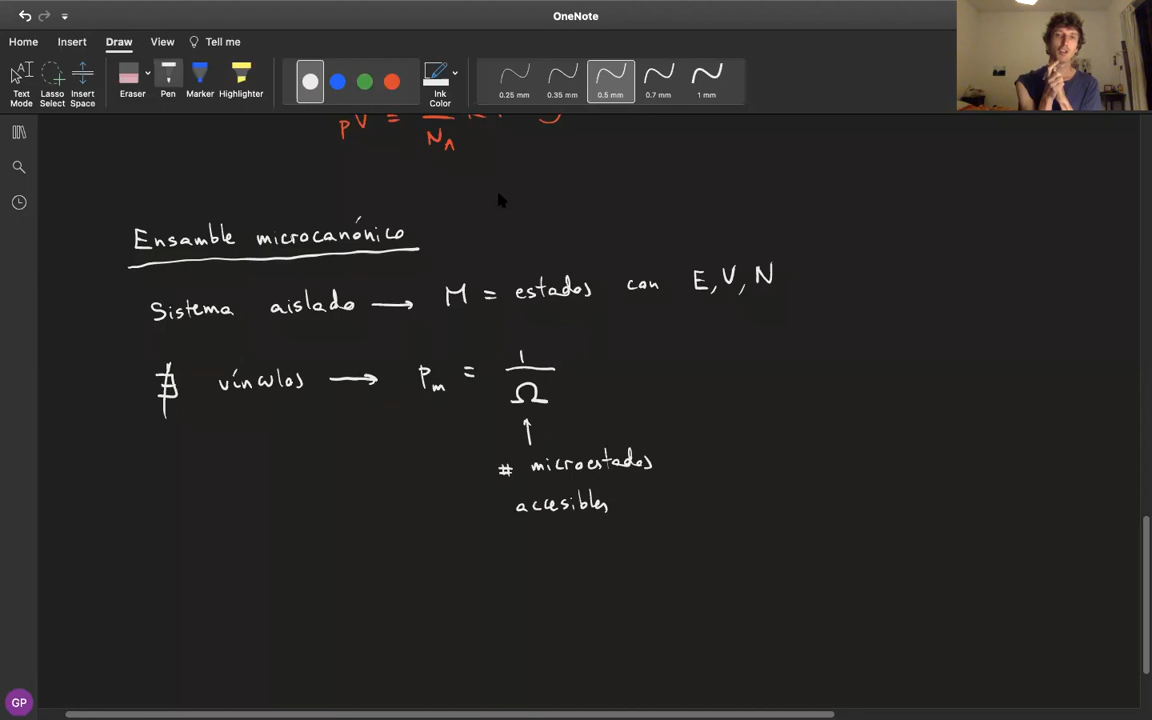 OneNote
Home Insert Draw View Tell me
Text Mode
Lasso Select
Insert Space
Eraser
Pen
Marker
Highlighter
Ink Color
0.25 mm
0.35 mm
0.5 mm
0.7 mm
1 mm
pV =
N_A
Ensamble microcanónico
Sistema aislado → M = estados con E, V, N
∄ vínculos → P_m = 1/Ω
↑
# microestados
accesibles
GP